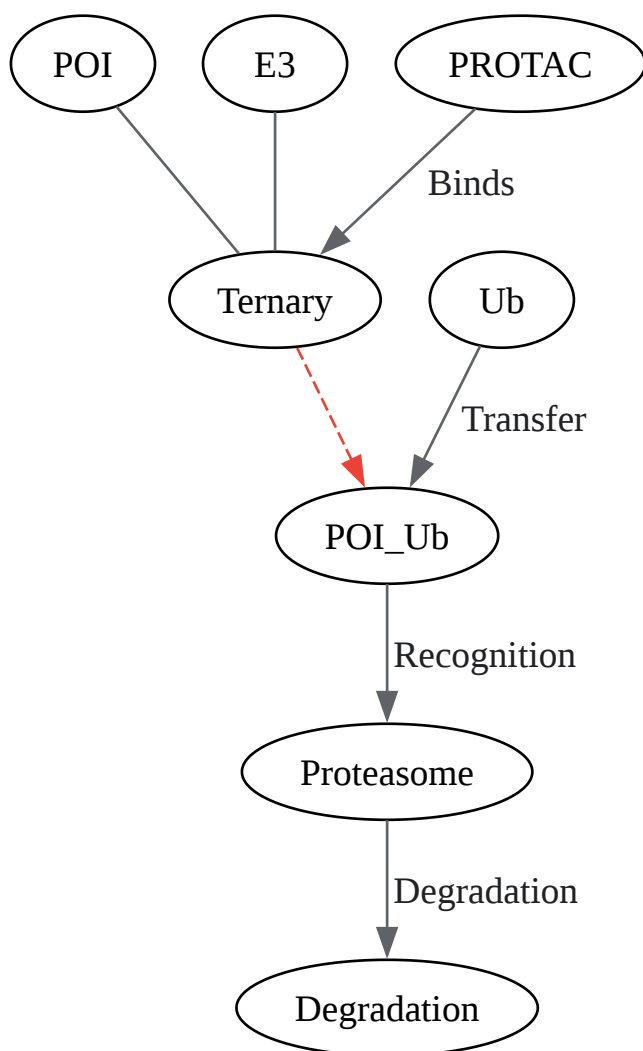 POI
E3
PROTAC
Binds
Ternary
Ub
Transfer
POI_Ub
Recognition
Proteasome
Degradation
Degradation